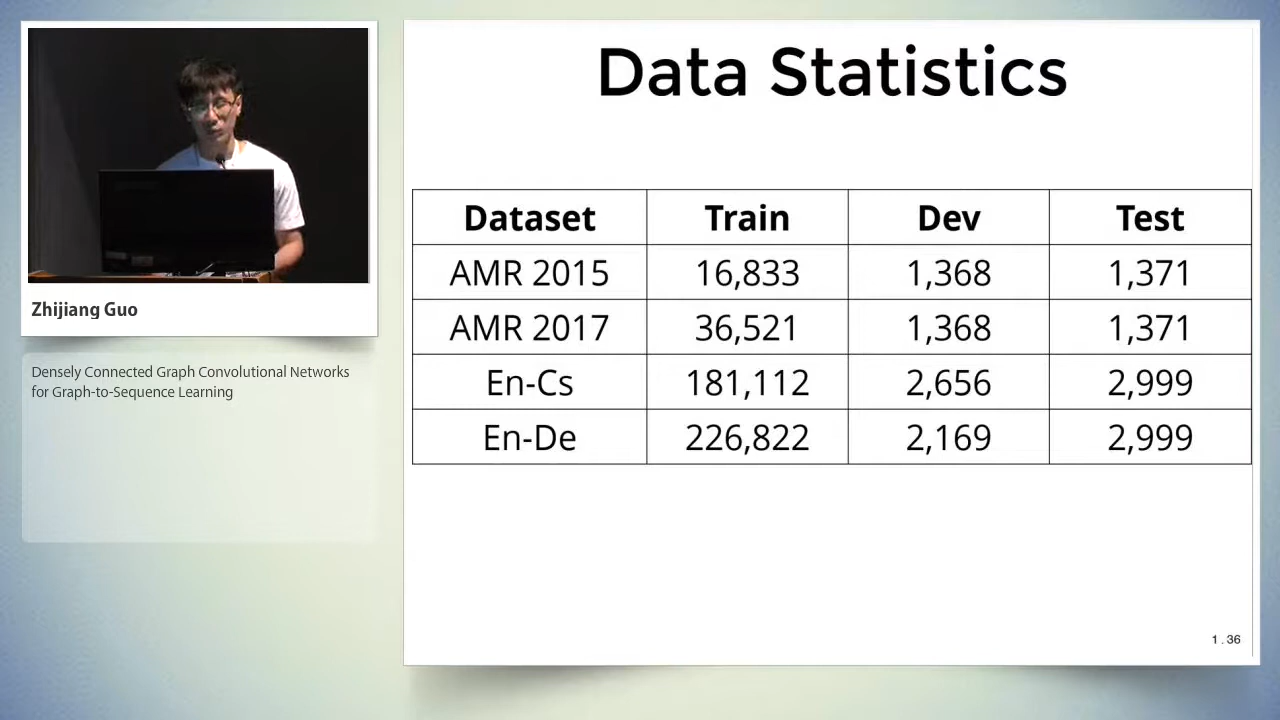 Data Statistics
Dataset Train Dev Test
AMR 2015 16,833 1,368 1,371
AMR 2017 36,521 1,368 1,371
En-Cs 181,112 2,656 2,999
En-De 226,822 2,169 2,999
1 . 36
Zhijiang Guo
Densely Connected Graph Convolutional Networks
for Graph-to-Sequence Learning